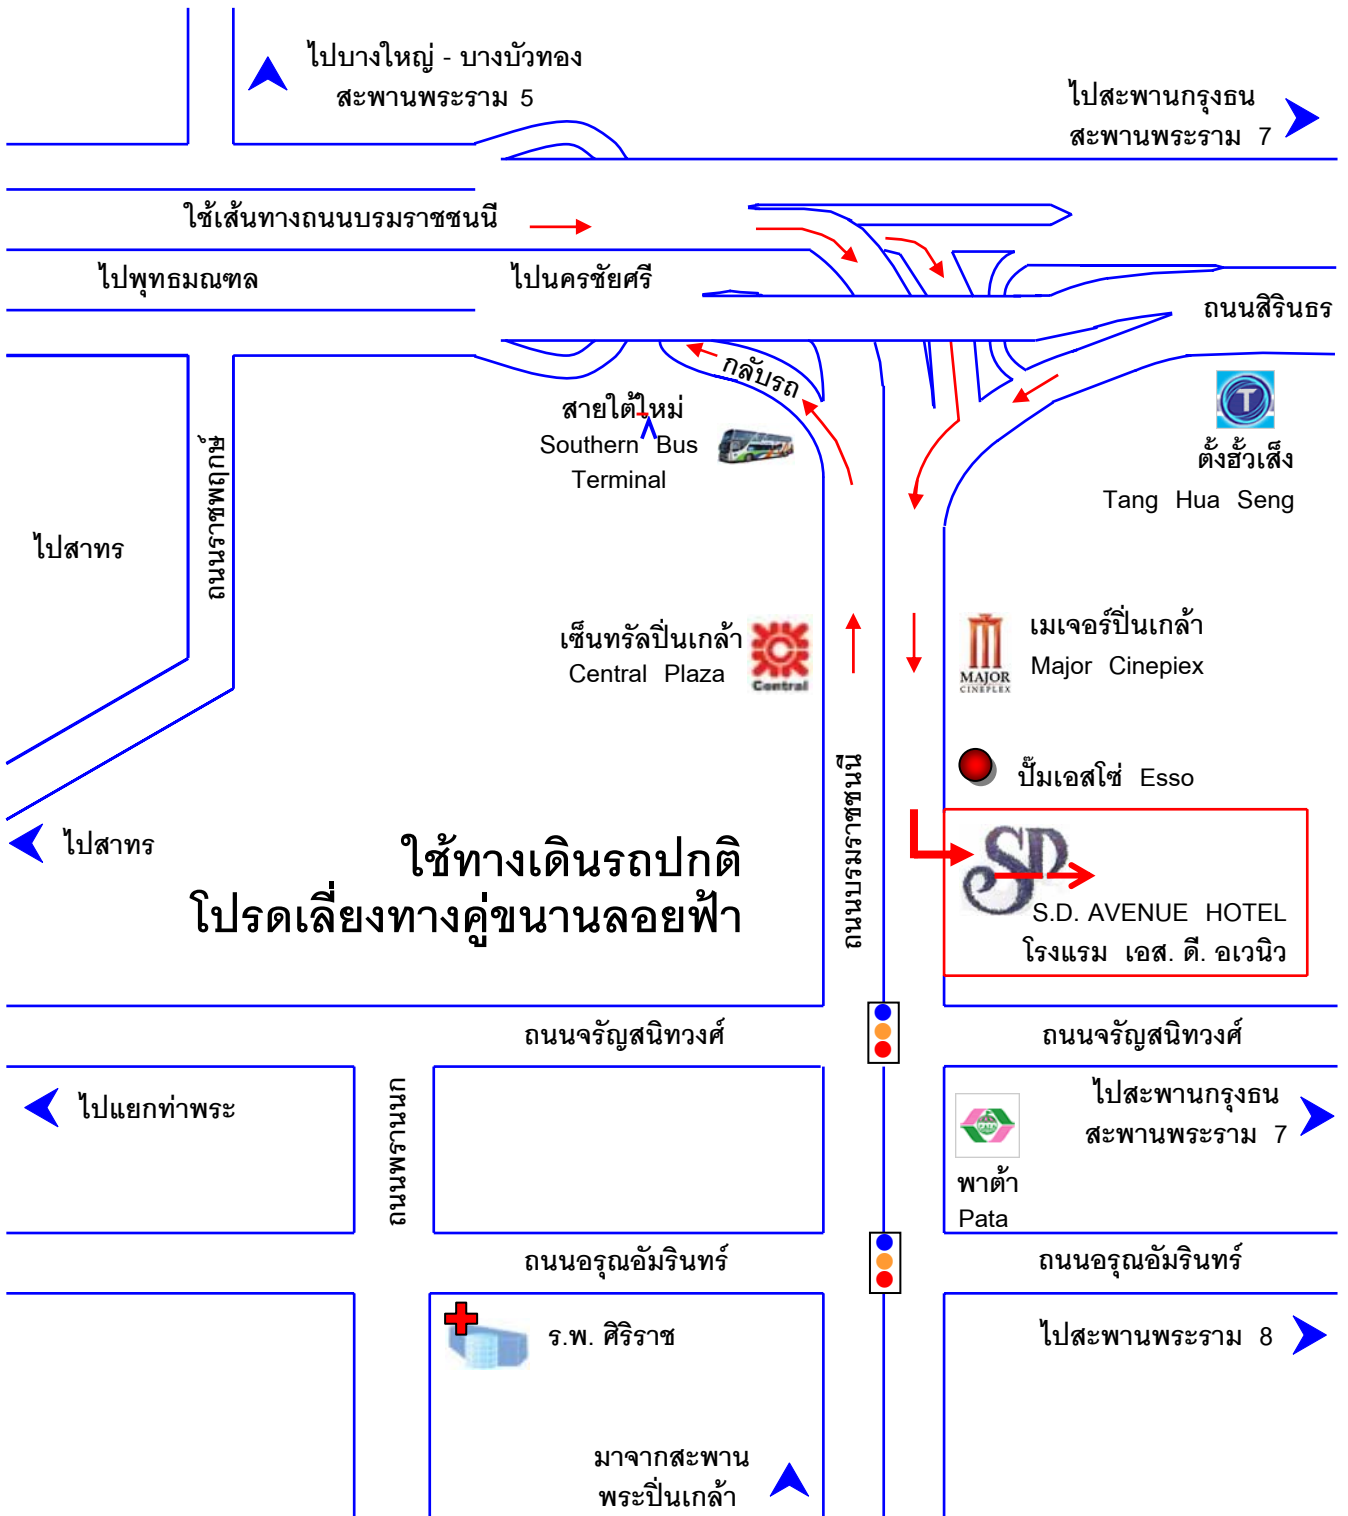 ไปบางใหญ่ - บางบัวทอง
สะพานพระราม 5
ไปสะพานกรุงธน
สะพานพระราม 7
ใช้เส้นทางถนนบรมราชชนนี
ไปพุทธมณฑล
ไปนครชัยศรี
ถนนสิรินธร
กลับรถ
สายใต้ใหม่
Southern Bus
Terminal
T
ตั้งฮั่วเส็ง
Tang Hua Seng
ถนนราชพฤกษ์
ไปสาทร
เซ็นทรัลปิ่นเกล้า
Central Plaza
Central
MAJOR
CINEPLEX
เมเจอร์ปิ่นเกล้า
Major Cinepiex
ปั๊มเอสโซ่ Esso
ถนนบรมราชชนนี
ไปสาทร
ใช้ทางเดินรถปกติ
โปรดเลี่ยงทางคู่ขนานลอยฟ้า
SD
S.D. AVENUE HOTEL
โรงแรม เอส. ดี. อเวนิว
ถนนจรัญสนิทวงศ์
ถนนจรัญสนิทวงศ์
ไปแยกท่าพระ
ถนนพรานนก
ไปสะพานกรุงธน
สะพานพระราม 7
พาต้า
Pata
ถนนอรุณอัมรินทร์
ถนนอรุณอัมรินทร์
ร.พ. ศิริราช
ไปสะพานพระราม 8
มาจากสะพาน
พระปิ่นเกล้า